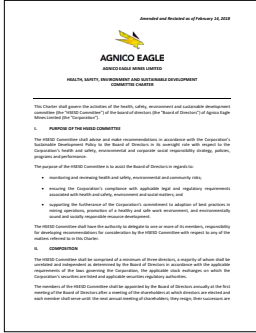 Amended and Restated as of February 14, 2018
AGNICO EAGLE
AGNICO EAGLE MINES LIMITED
HEALTH, SAFETY, ENVIRONMENT AND SUSTAINABLE DEVELOPMENT
COMMITTEE CHARTER
This Charter shall govern the activities of the health, safety, environment and sustainable development
committee (the "HSESD Committee") of the board of directors (the "Board of Directors") of Agnico Eagle
Mines Limited (the "Corporation").
I. PURPOSE OF THE HSESD COMMITTEE
The HSESD Committee shall advise and make recommendations in accordance with the Corporation's
Sustainable Development Policy to the Board of Directors in its oversight role with respect to the
Corporation's health and safety, environmental and corporate social responsibility strategy, policies,
programs and performance.
The purpose of the HSESD Committee is to assist the Board of Directors in regards to:
• monitoring and reviewing health and safety, environmental and community risks;
• ensuring the Corporation's compliance with applicable legal and regulatory requirements
associated with health and safety, environmental and social matters; and
• supporting the furtherance of the Corporation's commitment to adoption of best practices in
mining operations, promotion of a healthy and safe work environment, and environmentally
sound and socially responsible resource development.
The HSESD Committee shall have the authority to delegate to one or more of its members, responsibility
for developing recommendations for consideration by the HSESD Committee with respect to any of the
matters referred to in this Charter.
II. COMPOSITION
The HSESD Committee shall be comprised of a minimum of three directors, a majority of whom shall be
unrelated and independent as determined by the Board of Directors in accordance with the applicable
requirements of the laws governing the Corporation, the applicable stock exchanges on which the
Corporation's securities are listed and applicable securities regulatory authorities.
The members of the HSESD Committee shall be appointed by the Board of Directors annually at the first
meeting of the Board of Directors after a meeting of the shareholders at which directors are elected and
each member shall serve until the next annual meeting of shareholders; they resign; their successors are